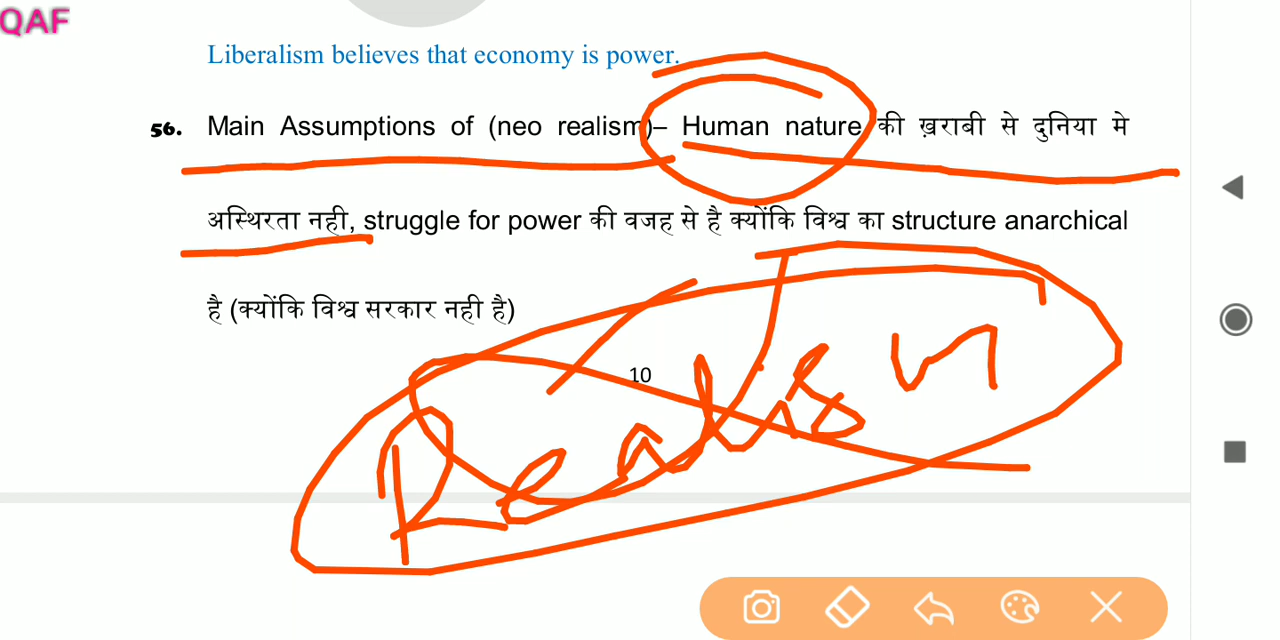 QAF
Liberalism believes that economy is power.
56. Main Assumptions of (neo realism)– Human nature की ख़राबी से दुनिया मे
अस्थिरता नही, struggle for power की वजह से है क्योंकि विश्व का structure anarchical
है (क्योंकि विश्व सरकार नही है)
10
Realism